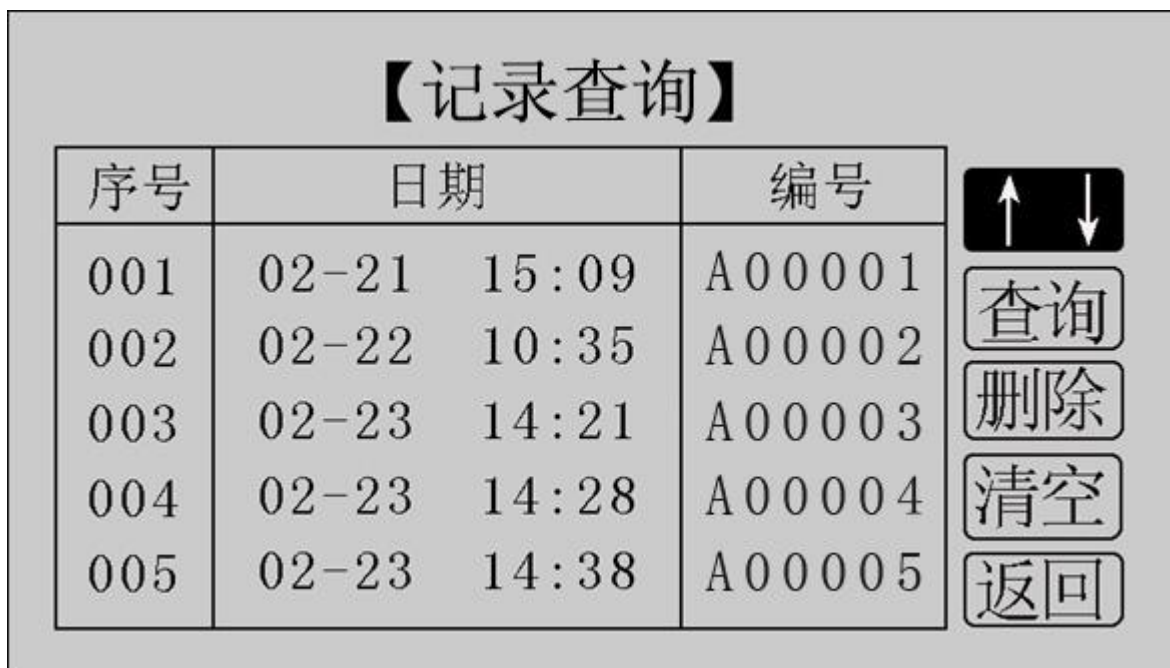 【记录查询】
序号 日期 编号
001 02-21 15:09 A00001
002 02-22 10:35 A00002
003 02-23 14:21 A00003
004 02-23 14:28 A00004
005 02-23 14:38 A00005
↑ ↓
查询
删除
清空
返回